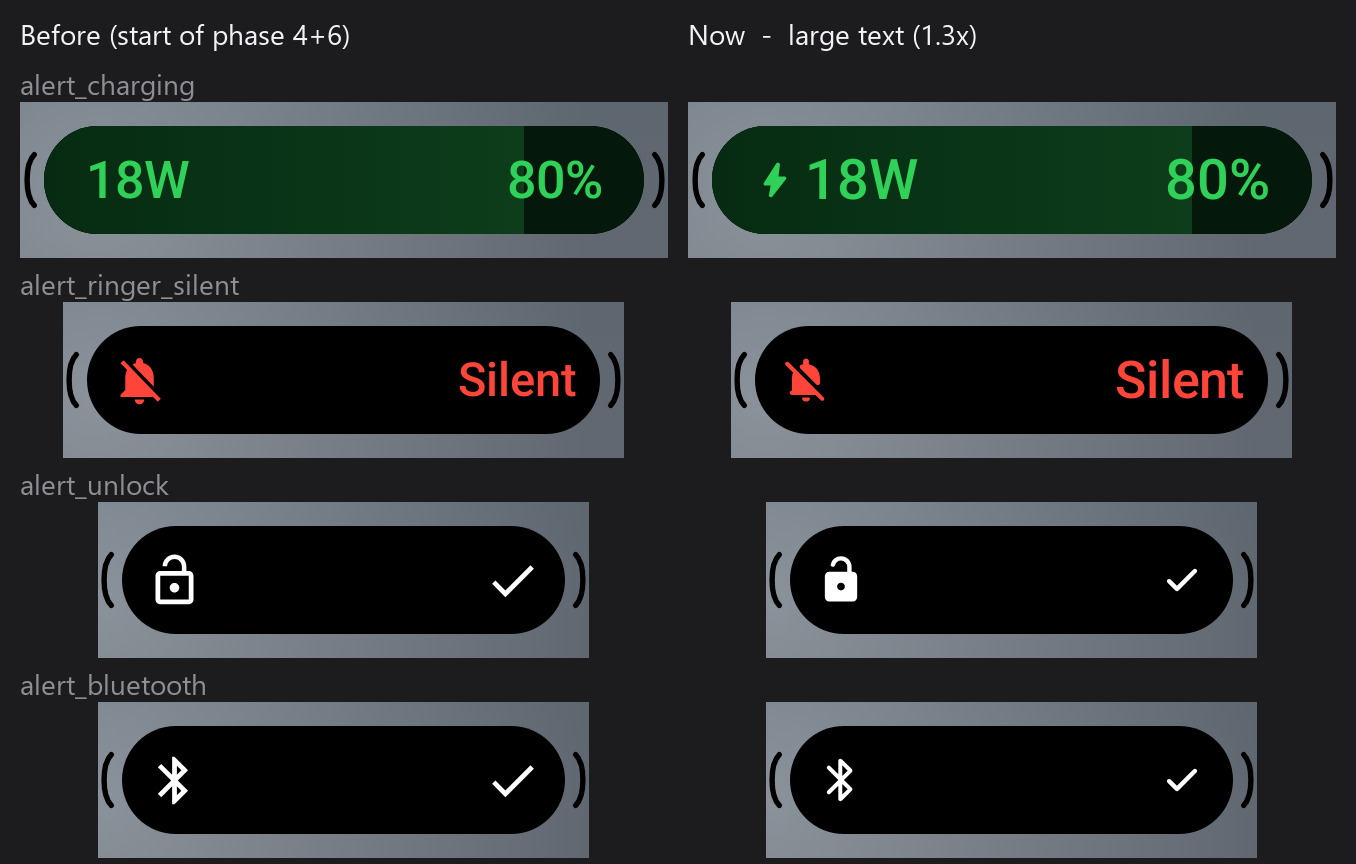 Before (start of phase 4+6)
Now - large text (1.3x)
alert_charging
18W 80%
18W 80%
alert_ringer_silent
Silent
Silent
alert_unlock
alert_bluetooth